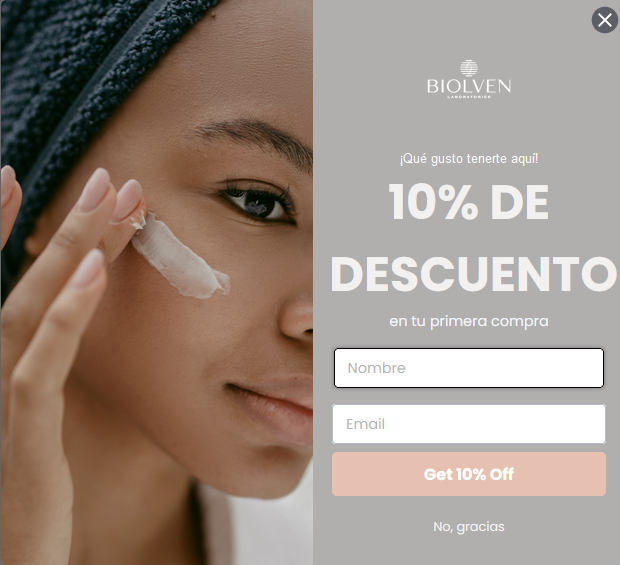 BIOLVEN
LABORATORIOS
¡Qué gusto tenerte aquí!
10% DE
DESCUENTO
en tu primera compra
Nombre
Email
Get 10% Off
No, gracias